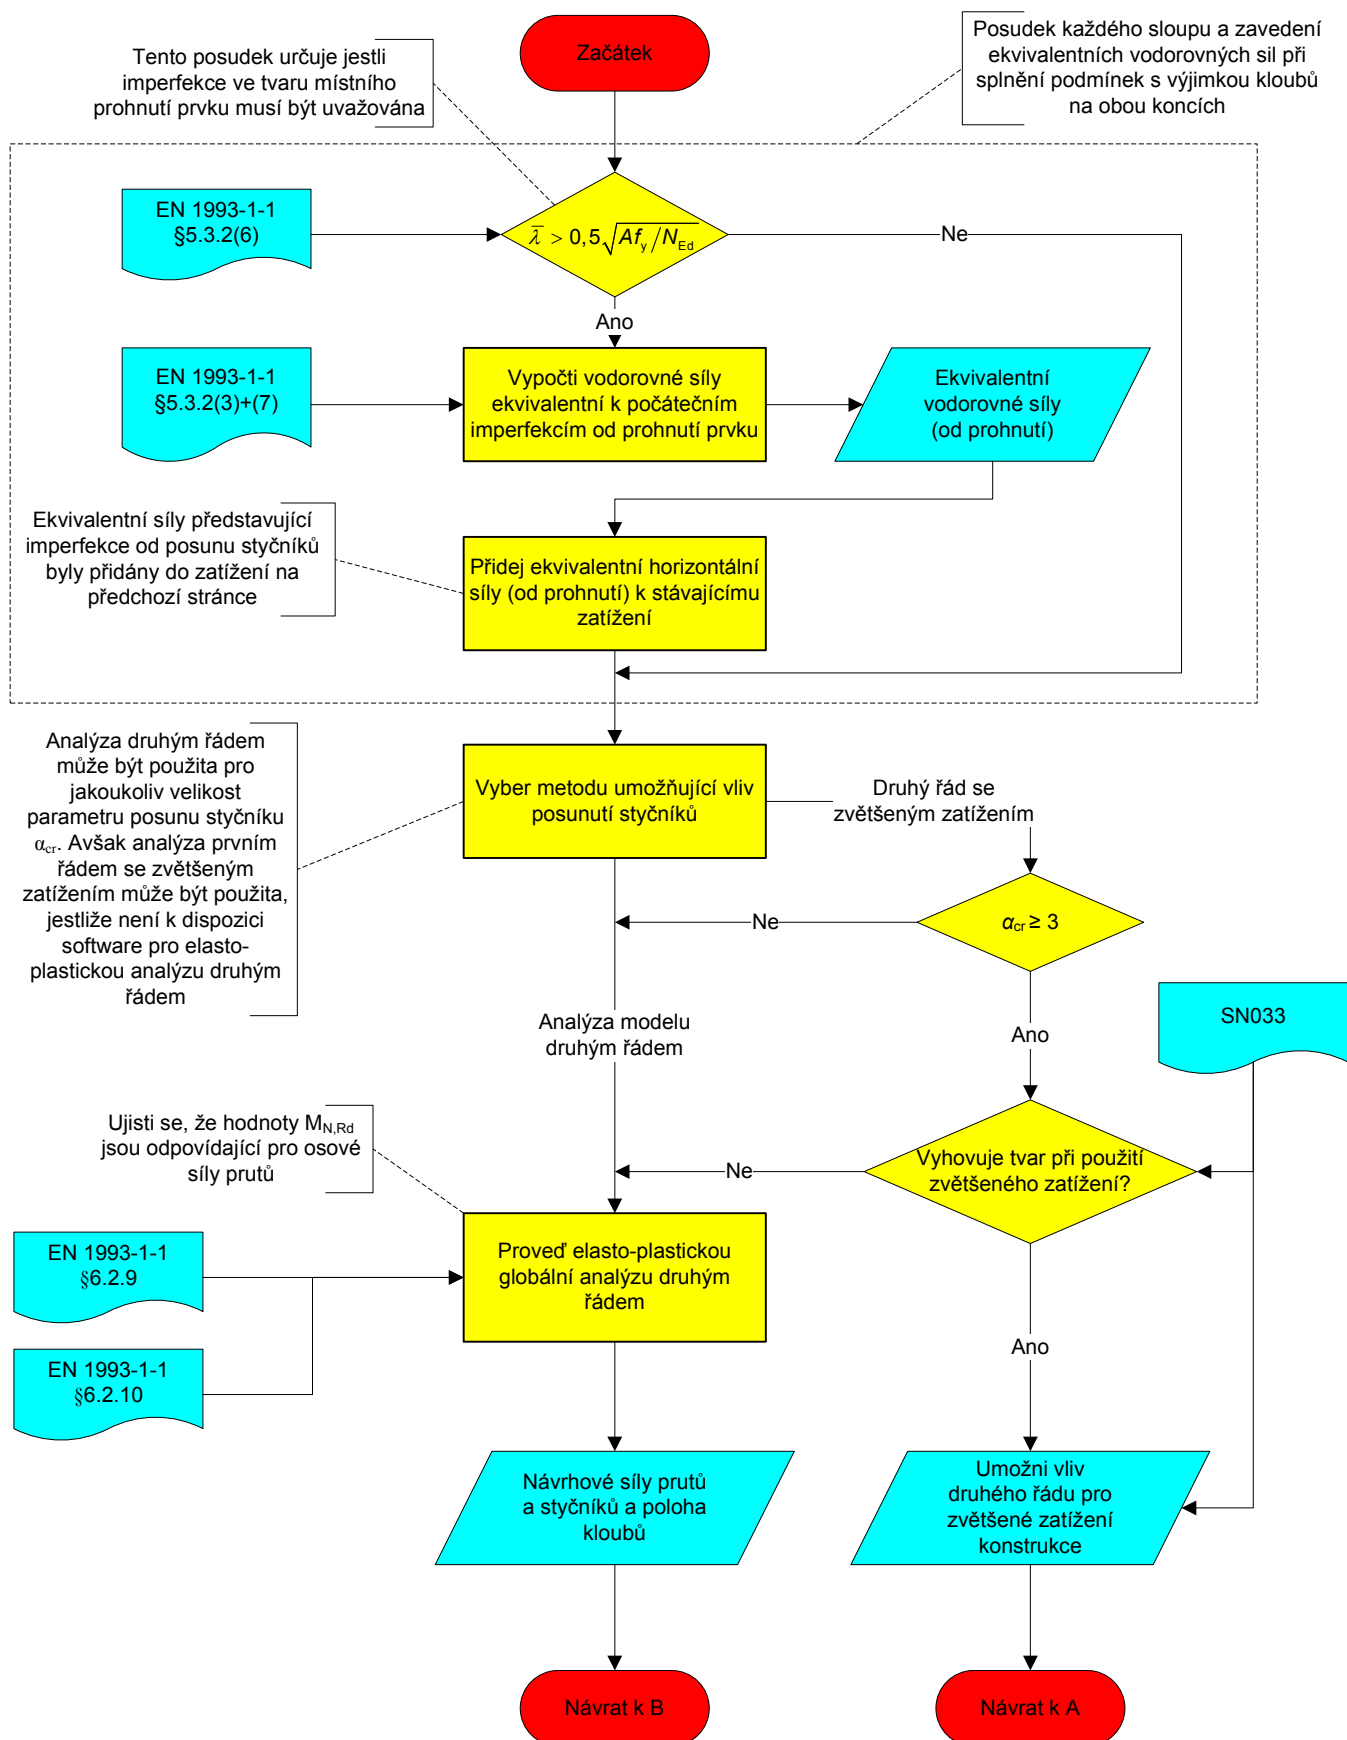 Začátek
Tento posudek určuje jestli
imperfekce ve tvaru místního
prohnutí prvku musí být uvažována
Posudek každého sloupu a zavedení
ekvivalentních vodorovných sil při
splnění podmínek s výjimkou kloubů
na obou koncích
EN 1993-1-1
§5.3.2(6)
λ̅ > 0,5√(Af_y/N_Ed)
Ne
Ano
EN 1993-1-1
§5.3.2(3)+(7)
Vypočti vodorovné síly
ekvivalentní k počátečním
imperfekcím od prohnutí prvku
Ekvivalentní
vodorovné síly
(od prohnutí)
Ekvivalentní síly představující
imperfekce od posunu styčníků
byly přidány do zatížení na
předchozí stránce
Přidej ekvivalentní horizontální
síly (od prohnutí) k stávajícímu
zatížení
Analýza druhým řádem
může být použita pro
jakoukoliv velikost
parametru posunu styčníku
α_cr. Avšak analýza prvním
řádem se zvětšeným
zatížením může být použita,
jestliže není k dispozici
software pro elasto-
plastickou analýzu druhým
řádem
Vyber metodu umožňující vliv
posunutí styčníků
Druhý řád se
zvětšeným zatížením
α_cr ≥ 3
Ne
Ano
Analýza modelu
druhým řádem
SN033
Ujisti se, že hodnoty M_N,Rd
jsou odpovídající pro osové
síly prutů
Vyhovuje tvar při použití
zvětšeného zatížení?
Ne
Ano
EN 1993-1-1
§6.2.9
Proveď elasto-plastickou
globální analýzu druhým
řádem
EN 1993-1-1
§6.2.10
Návrhové síly prutů
a styčníků a poloha
kloubů
Umožni vliv
druhého řádu pro
zvětšené zatížení
konstrukce
Návrat k B
Návrat k A